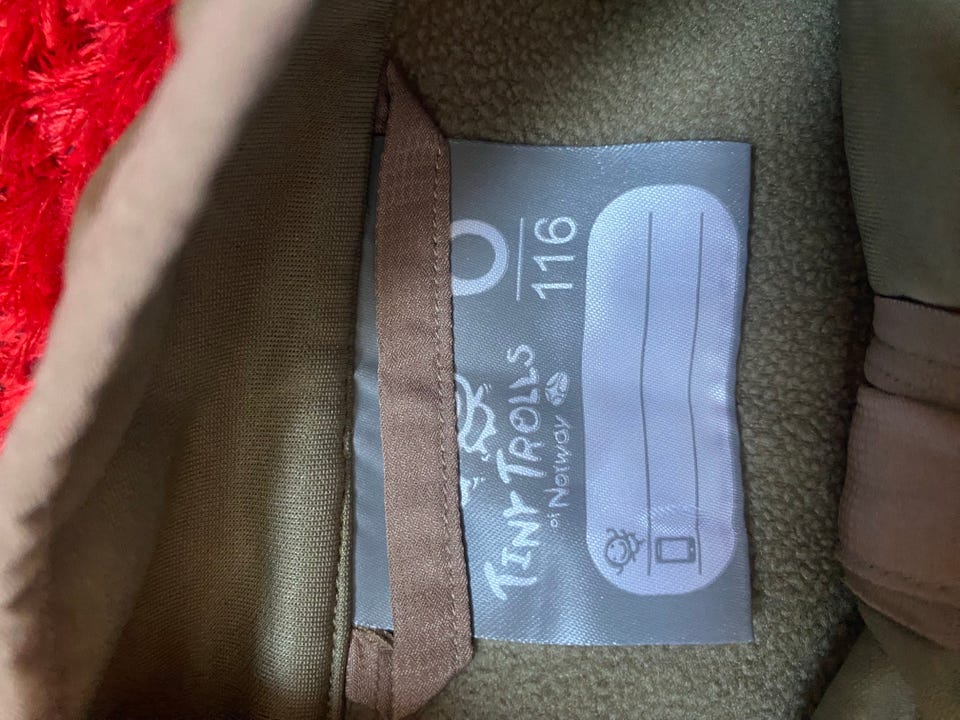 TINY TROLLS
of Norway
116